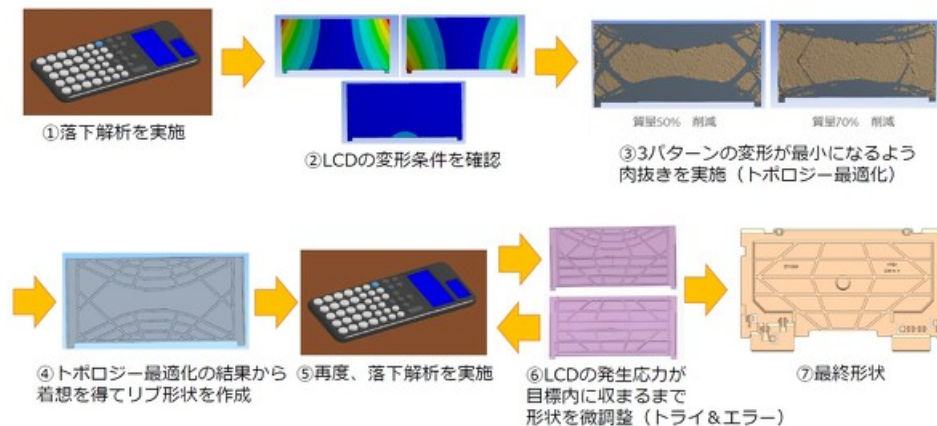 ①落下解析を実施
②LCDの変形条件を確認
質量50% 削減
質量70% 削減
③3パターンの変形が最小になるよう
肉抜きを実施（トポロジー最適化）
④トポロジー最適化の結果から
着想を得てリブ形状を作成
⑤再度、落下解析を実施
⑥LCDの発生応力が
目標内に収まるまで
形状を微調整（トライ＆エラー）
⑦最終形状